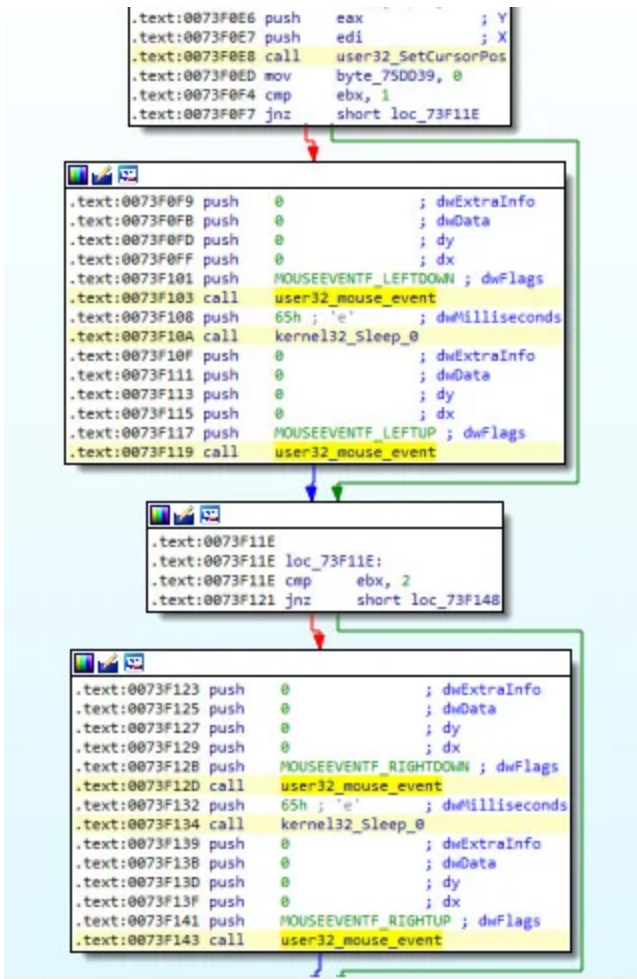 .text:0073F0E6 push eax ; Y
.text:0073F0E7 push edi ; X
.text:0073F0E8 call user32_SetCursorPos
.text:0073F0ED mov byte_75DD39, 0
.text:0073F0F4 cmp ebx, 1
.text:0073F0F7 jnz short loc_73F11E
.text:0073F0F9 push 0 ; dwExtraInfo
.text:0073F0FB push 0 ; dwData
.text:0073F0FD push 0 ; dy
.text:0073F0FF push 0 ; dx
.text:0073F101 push MOUSEEVENTF_LEFTDOWN ; dwFlags
.text:0073F103 call user32_mouse_event
.text:0073F108 push 65h ; 'e' ; dwMilliseconds
.text:0073F10A call kernel32_Sleep_0
.text:0073F10F push 0 ; dwExtraInfo
.text:0073F111 push 0 ; dwData
.text:0073F113 push 0 ; dy
.text:0073F115 push 0 ; dx
.text:0073F117 push MOUSEEVENTF_LEFTUP ; dwFlags
.text:0073F119 call user32_mouse_event
.text:0073F11E
.text:0073F11E loc_73F11E:
.text:0073F11E cmp ebx, 2
.text:0073F121 jnz short loc_73F148
.text:0073F123 push 0 ; dwExtraInfo
.text:0073F125 push 0 ; dwData
.text:0073F127 push 0 ; dy
.text:0073F129 push 0 ; dx
.text:0073F12B push MOUSEEVENTF_RIGHTDOWN ; dwFlags
.text:0073F12D call user32_mouse_event
.text:0073F132 push 65h ; 'e' ; dwMilliseconds
.text:0073F134 call kernel32_Sleep_0
.text:0073F139 push 0 ; dwExtraInfo
.text:0073F13B push 0 ; dwData
.text:0073F13D push 0 ; dy
.text:0073F13F push 0 ; dx
.text:0073F141 push MOUSEEVENTF_RIGHTUP ; dwFlags
.text:0073F143 call user32_mouse_event